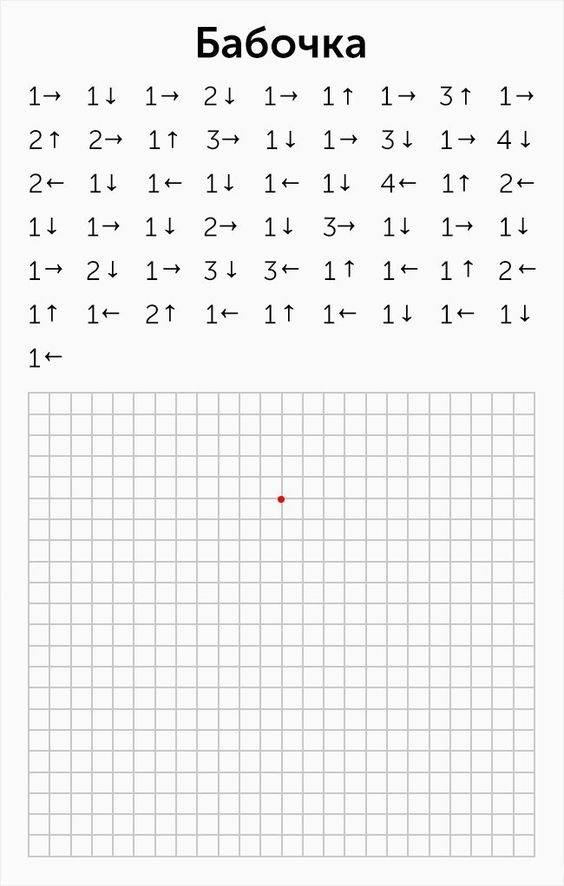 Бабочка
1→ 1↓ 1→ 2↓ 1→ 1↑ 1→ 3↑ 1→
2↑ 2→ 1↑ 3→ 1↓ 1→ 3↓ 1→ 4↓
2← 1↓ 1← 1↓ 1← 1↓ 4← 1↑ 2←
1↓ 1→ 1↓ 2→ 1↓ 3→ 1↓ 1→ 1↓
1→ 2↓ 1→ 3↓ 3← 1↑ 1← 1↑ 2←
1↑ 1← 2↑ 1← 1↑ 1← 1↓ 1← 1↓
1←